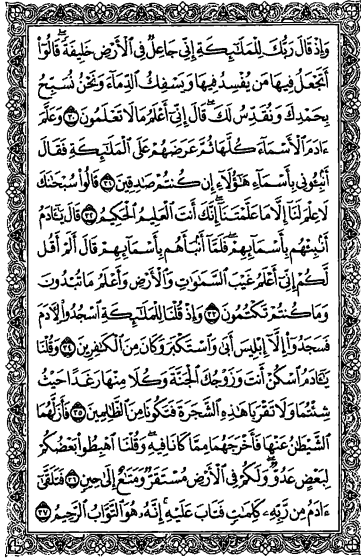 وَإِذْ قَالَ رَبُّكَ لِلْمَلَٰٓئِكَةِ إِنِّى جَاعِلٌ فِى ٱلْأَرْضِ خَلِيفَةً ۖ قَالُوٓا۟
أَتَجْعَلُ فِيهَا مَن يُفْسِدُ فِيهَا وَيَسْفِكُ ٱلدِّمَآءَ وَنَحْنُ نُسَبِّحُ
بِحَمْدِكَ وَنُقَدِّسُ لَكَ ۖ قَالَ إِنِّىٓ أَعْلَمُ مَا لَا تَعْلَمُونَ ٣٠ وَعَلَّمَ
ءَادَمَ ٱلْأَسْمَآءَ كُلَّهَا ثُمَّ عَرَضَهُمْ عَلَى ٱلْمَلَٰٓئِكَةِ فَقَالَ
أَنۢبِـُٔونِى بِأَسْمَآءِ هَٰٓؤُلَآءِ إِن كُنتُمْ صَٰدِقِينَ ٣١ قَالُوا۟ سُبْحَٰنَكَ
لَا عِلْمَ لَنَآ إِلَّا مَا عَلَّمْتَنَآ ۖ إِنَّكَ أَنتَ ٱلْعَلِيمُ ٱلْحَكِيمُ ٣٢ قَالَ يَٰٓـَٔادَمُ
أَنۢبِئْهُم بِأَسْمَآئِهِمْ ۖ فَلَمَّآ أَنۢبَأَهُم بِأَسْمَآئِهِمْ قَالَ أَلَمْ أَقُل
لَّكُمْ إِنِّىٓ أَعْلَمُ غَيْبَ ٱلسَّمَٰوَٰتِ وَٱلْأَرْضِ وَأَعْلَمُ مَا تُبْدُونَ
وَمَا كُنتُمْ تَكْتُمُونَ ٣٣ وَإِذْ قُلْنَا لِلْمَلَٰٓئِكَةِ ٱسْجُدُوا۟ لِـَٔادَمَ
فَسَجَدُوٓا۟ إِلَّآ إِبْلِيسَ أَبَىٰ وَٱسْتَكْبَرَ وَكَانَ مِنَ ٱلْكَٰفِرِينَ ٣٤ وَقُلْنَا
يَٰٓـَٔادَمُ ٱسْكُنْ أَنتَ وَزَوْجُكَ ٱلْجَنَّةَ وَكُلَا مِنْهَا رَغَدًا حَيْثُ
شِئْتُمَا وَلَا تَقْرَبَا هَٰذِهِ ٱلشَّجَرَةَ فَتَكُونَا مِنَ ٱلظَّٰلِمِينَ ٣٥ فَأَزَلَّهُمَا
ٱلشَّيْطَٰنُ عَنْهَا فَأَخْرَجَهُمَا مِمَّا كَانَا فِيهِ ۖ وَقُلْنَا ٱهْبِطُوا۟ بَعْضُكُمْ
لِبَعْضٍ عَدُوٌّ ۖ وَلَكُمْ فِى ٱلْأَرْضِ مُسْتَقَرٌّ وَمَتَٰعٌ إِلَىٰ حِينٍ ٣٦ فَتَلَقَّىٰٓ
ءَادَمُ مِن رَّبِّهِۦ كَلِمَٰتٍ فَتَابَ عَلَيْهِ ۚ إِنَّهُۥ هُوَ ٱلتَّوَّابُ ٱلرَّحِيمُ ٣٧